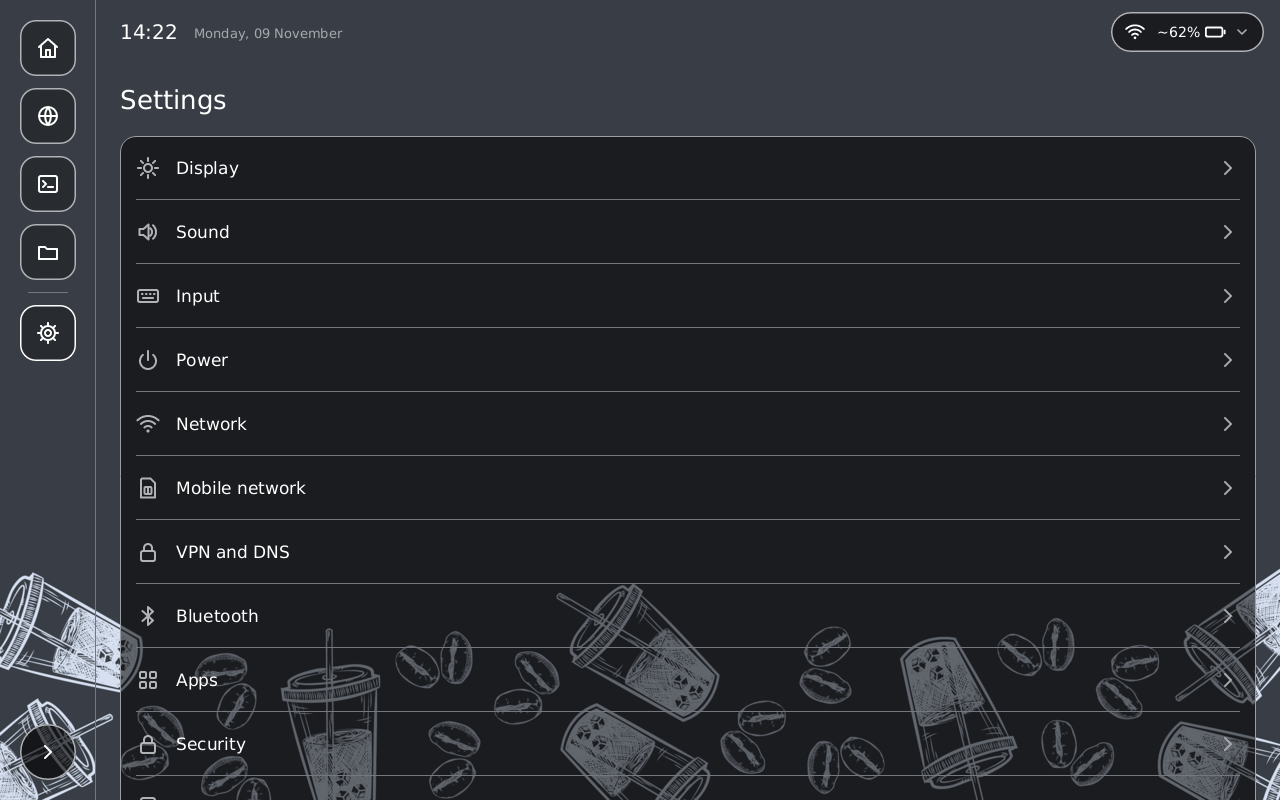 14:22 Monday, 09 November
~62%
Settings
Display
Sound
Input
Power
Network
Mobile network
VPN and DNS
Bluetooth
Apps
Security